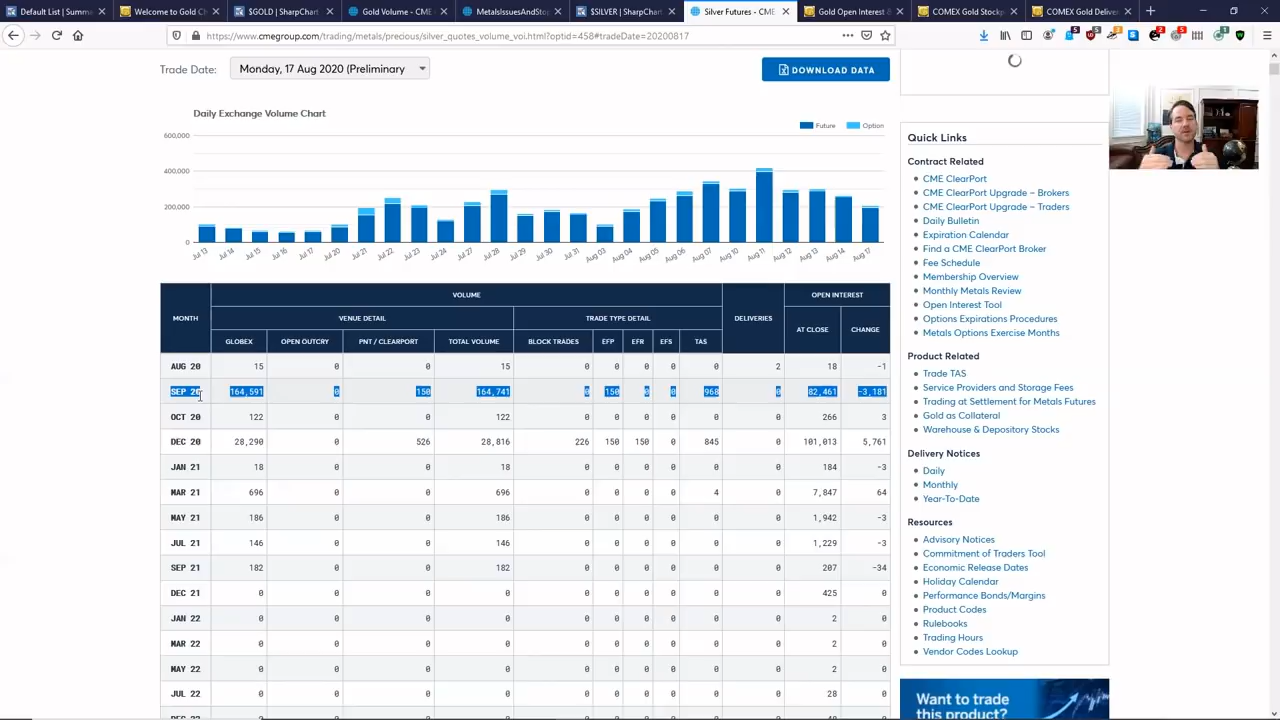 Default List | Summ
Welcome to Gold Ch
$GOLD | SharpChart
Gold Volume - CME
MetalsIssuesAndSto
$SILVER | SharpChart
Silver Futures - CME
Gold Open Interest &
COMEX Gold Stockp
COMEX Gold Deliver
https://www.cmegroup.com/trading/metals/precious/silver_quotes_volume_voi.html?optid=458#tradeDate=20200817
Trade Date:
Monday, 17 Aug 2020 (Preliminary
DOWNLOAD DATA
Daily Exchange Volume Chart
Future Option
600,000
400,000
200,000
0
Jul 13 Jul 14 Jul 15 Jul 16 Jul 17 Jul 20 Jul 21 Jul 22 Jul 23 Jul 24 Jul 27 Jul 28 Jul 29 Jul 30 Jul 31 Aug 03 Aug 04 Aug 05 Aug 06 Aug 07 Aug 10 Aug 11 Aug 12 Aug 13 Aug 14 Aug 17
MONTH VOLUME DELIVERIES OPEN INTEREST
VENUE DETAIL TRADE TYPE DETAIL AT CLOSE CHANGE
GLOBEX OPEN OUTCRY PNT / CLEARPORT TOTAL VOLUME BLOCK TRADES EFP EFR EFS TAS
AUG 20 15 0 0 15 0 0 0 0 0 2 18 -1
SEP 20 164,591 0 150 164,741 0 150 0 0 968 0 82,461 -3,181
OCT 20 122 0 0 122 0 0 0 0 0 0 266 3
DEC 20 28,290 0 526 28,816 226 150 150 0 845 0 101,013 5,761
JAN 21 18 0 0 18 0 0 0 0 0 0 184 -3
MAR 21 696 0 0 696 0 0 0 0 4 0 7,847 64
MAY 21 186 0 0 186 0 0 0 0 0 0 1,942 -3
JUL 21 146 0 0 146 0 0 0 0 0 0 1,229 -3
SEP 21 182 0 0 182 0 0 0 0 0 0 207 -34
DEC 21 0 0 0 0 0 0 0 0 0 0 425 0
JAN 22 0 0 0 0 0 0 0 0 0 0 2 0
MAR 22 0 0 0 0 0 0 0 0 0 0 2 0
MAY 22 0 0 0 0 0 0 0 0 0 0 2 0
JUL 22 0 0 0 0 0 0 0 0 0 0 28 0
Quick Links
Contract Related
CME ClearPort
CME ClearPort Upgrade – Brokers
CME ClearPort Upgrade – Traders
Daily Bulletin
Expiration Calendar
Find a CME ClearPort Broker
Fee Schedule
Membership Overview
Monthly Metals Review
Open Interest Tool
Options Expirations Procedures
Metals Options Exercise Months
Product Related
Trade TAS
Service Providers and Storage Fees
Trading at Settlement for Metals Futures
Gold as Collateral
Warehouse & Depository Stocks
Delivery Notices
Daily
Monthly
Year-To-Date
Resources
Advisory Notices
Commitment of Traders Tool
Economic Release Dates
Holiday Calendar
Performance Bonds/Margins
Product Codes
Rulebooks
Trading Hours
Vendor Codes Lookup
Want to trade
this product?